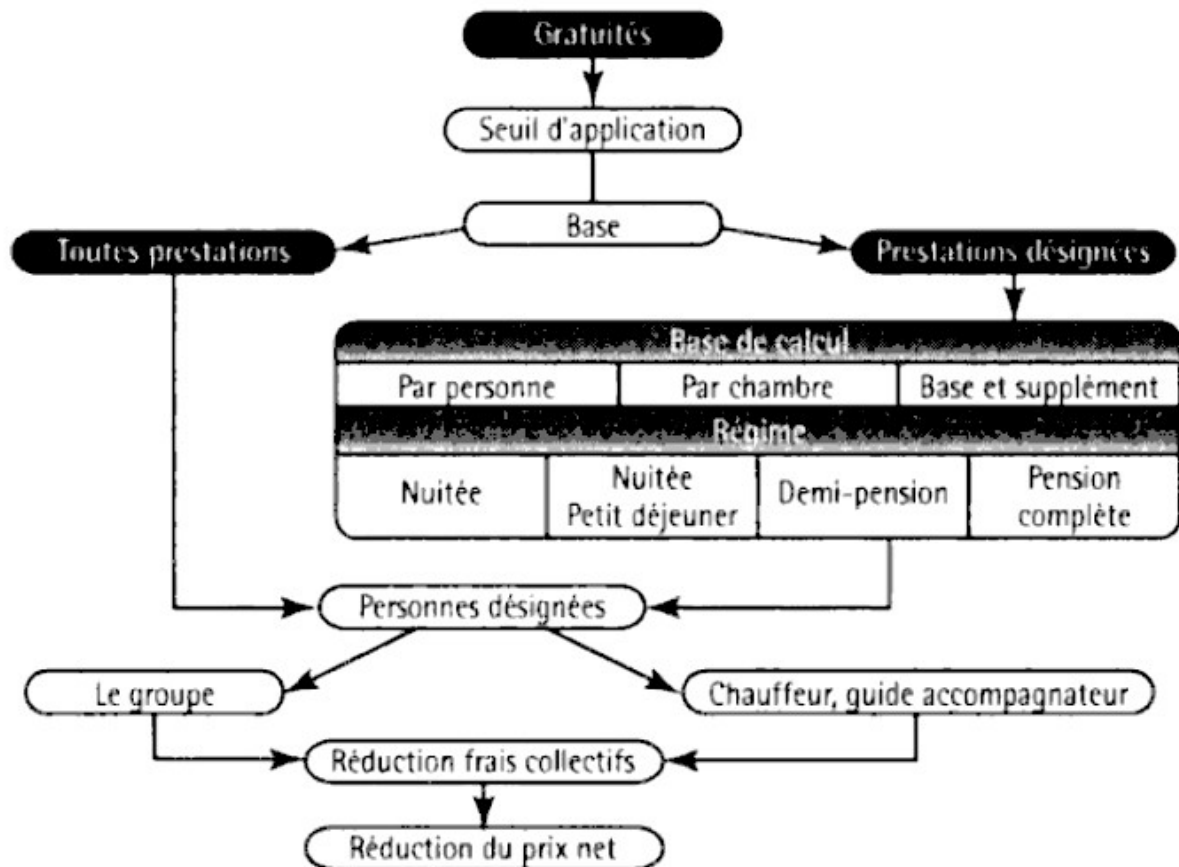 Gratuités
Seuil d'application
Base
Toutes prestations
Prestations désignées
Base de calcul
Par personne
Par chambre
Base et supplément
Régime
Nuitée
Nuitée
Petit déjeuner
Demi-pension
Pension
complète
Personnes désignées
Le groupe
Chauffeur, guide accompagnateur
Réduction frais collectifs
Réduction du prix net